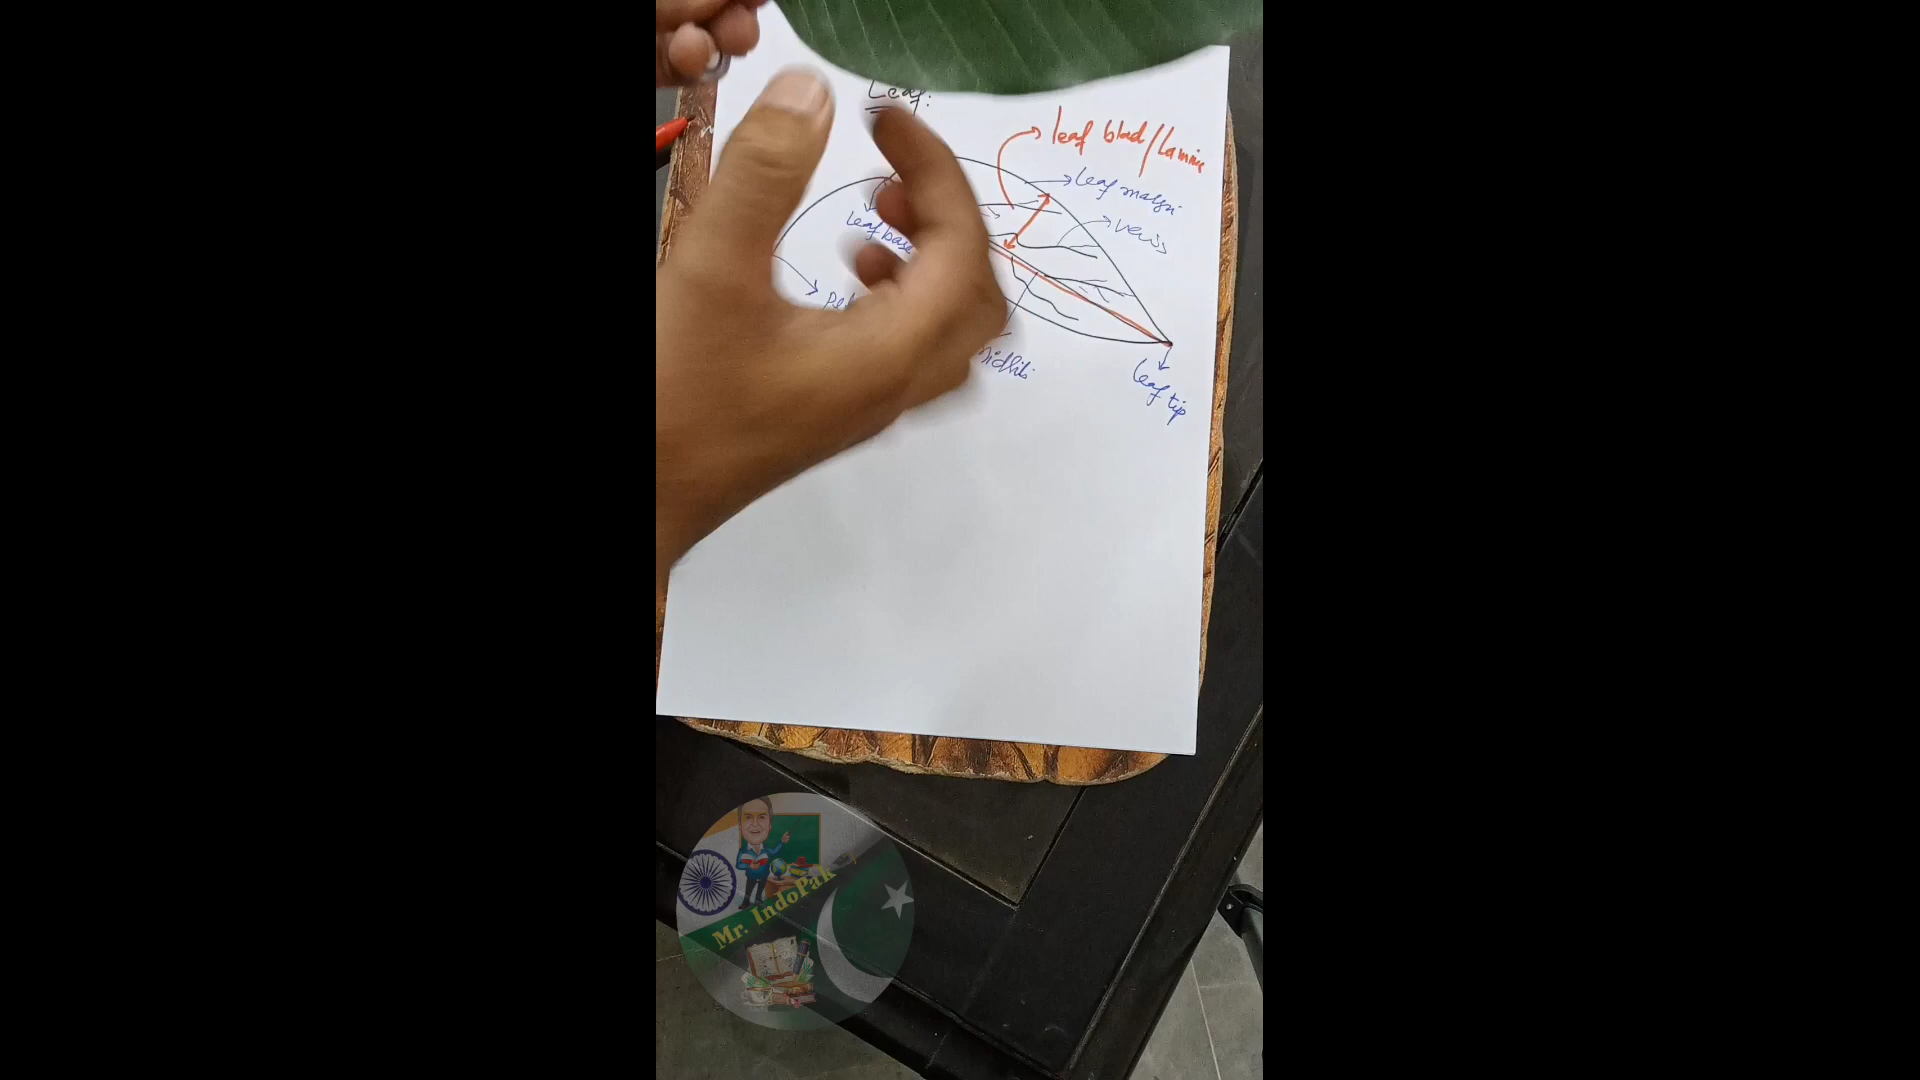 Leaf:
leaf blad/Lamina
leaf margin
veins
leaf base
leaf tip
Mr. IndoPak